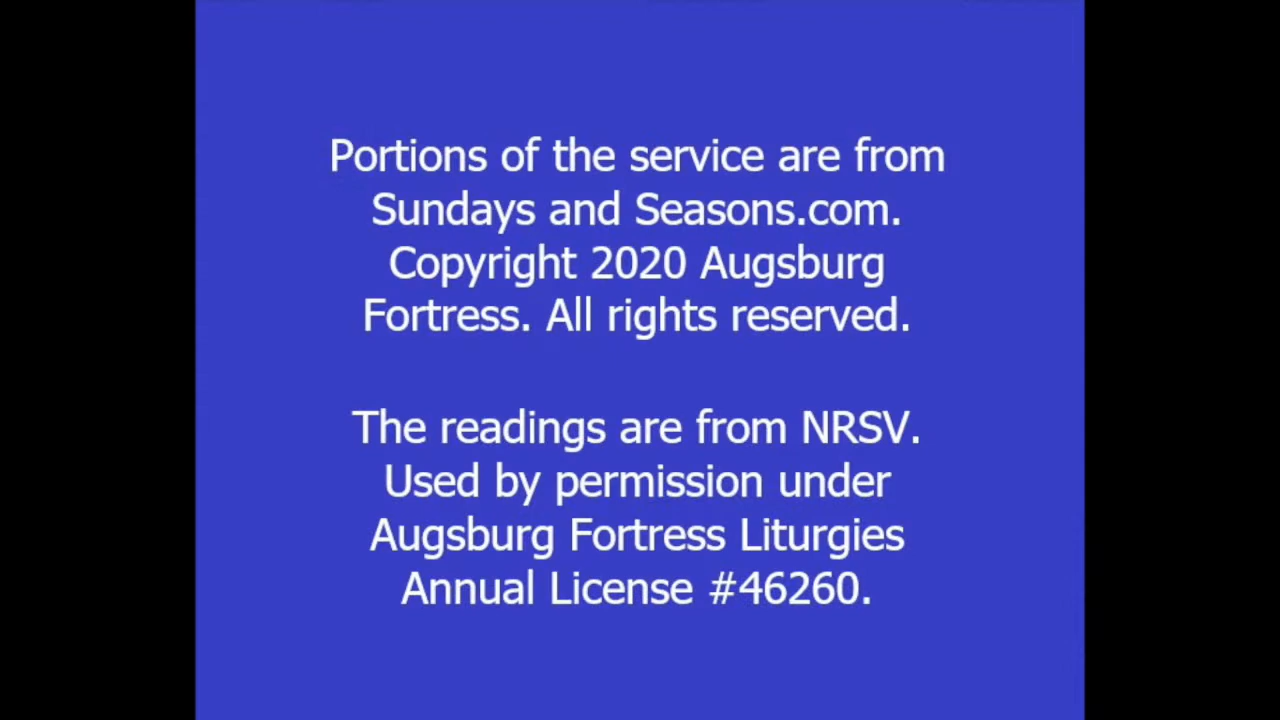 Portions of the service are from
Sundays and Seasons.com.
Copyright 2020 Augsburg
Fortress. All rights reserved.
The readings are from NRSV.
Used by permission under
Augsburg Fortress Liturgies
Annual License #46260.